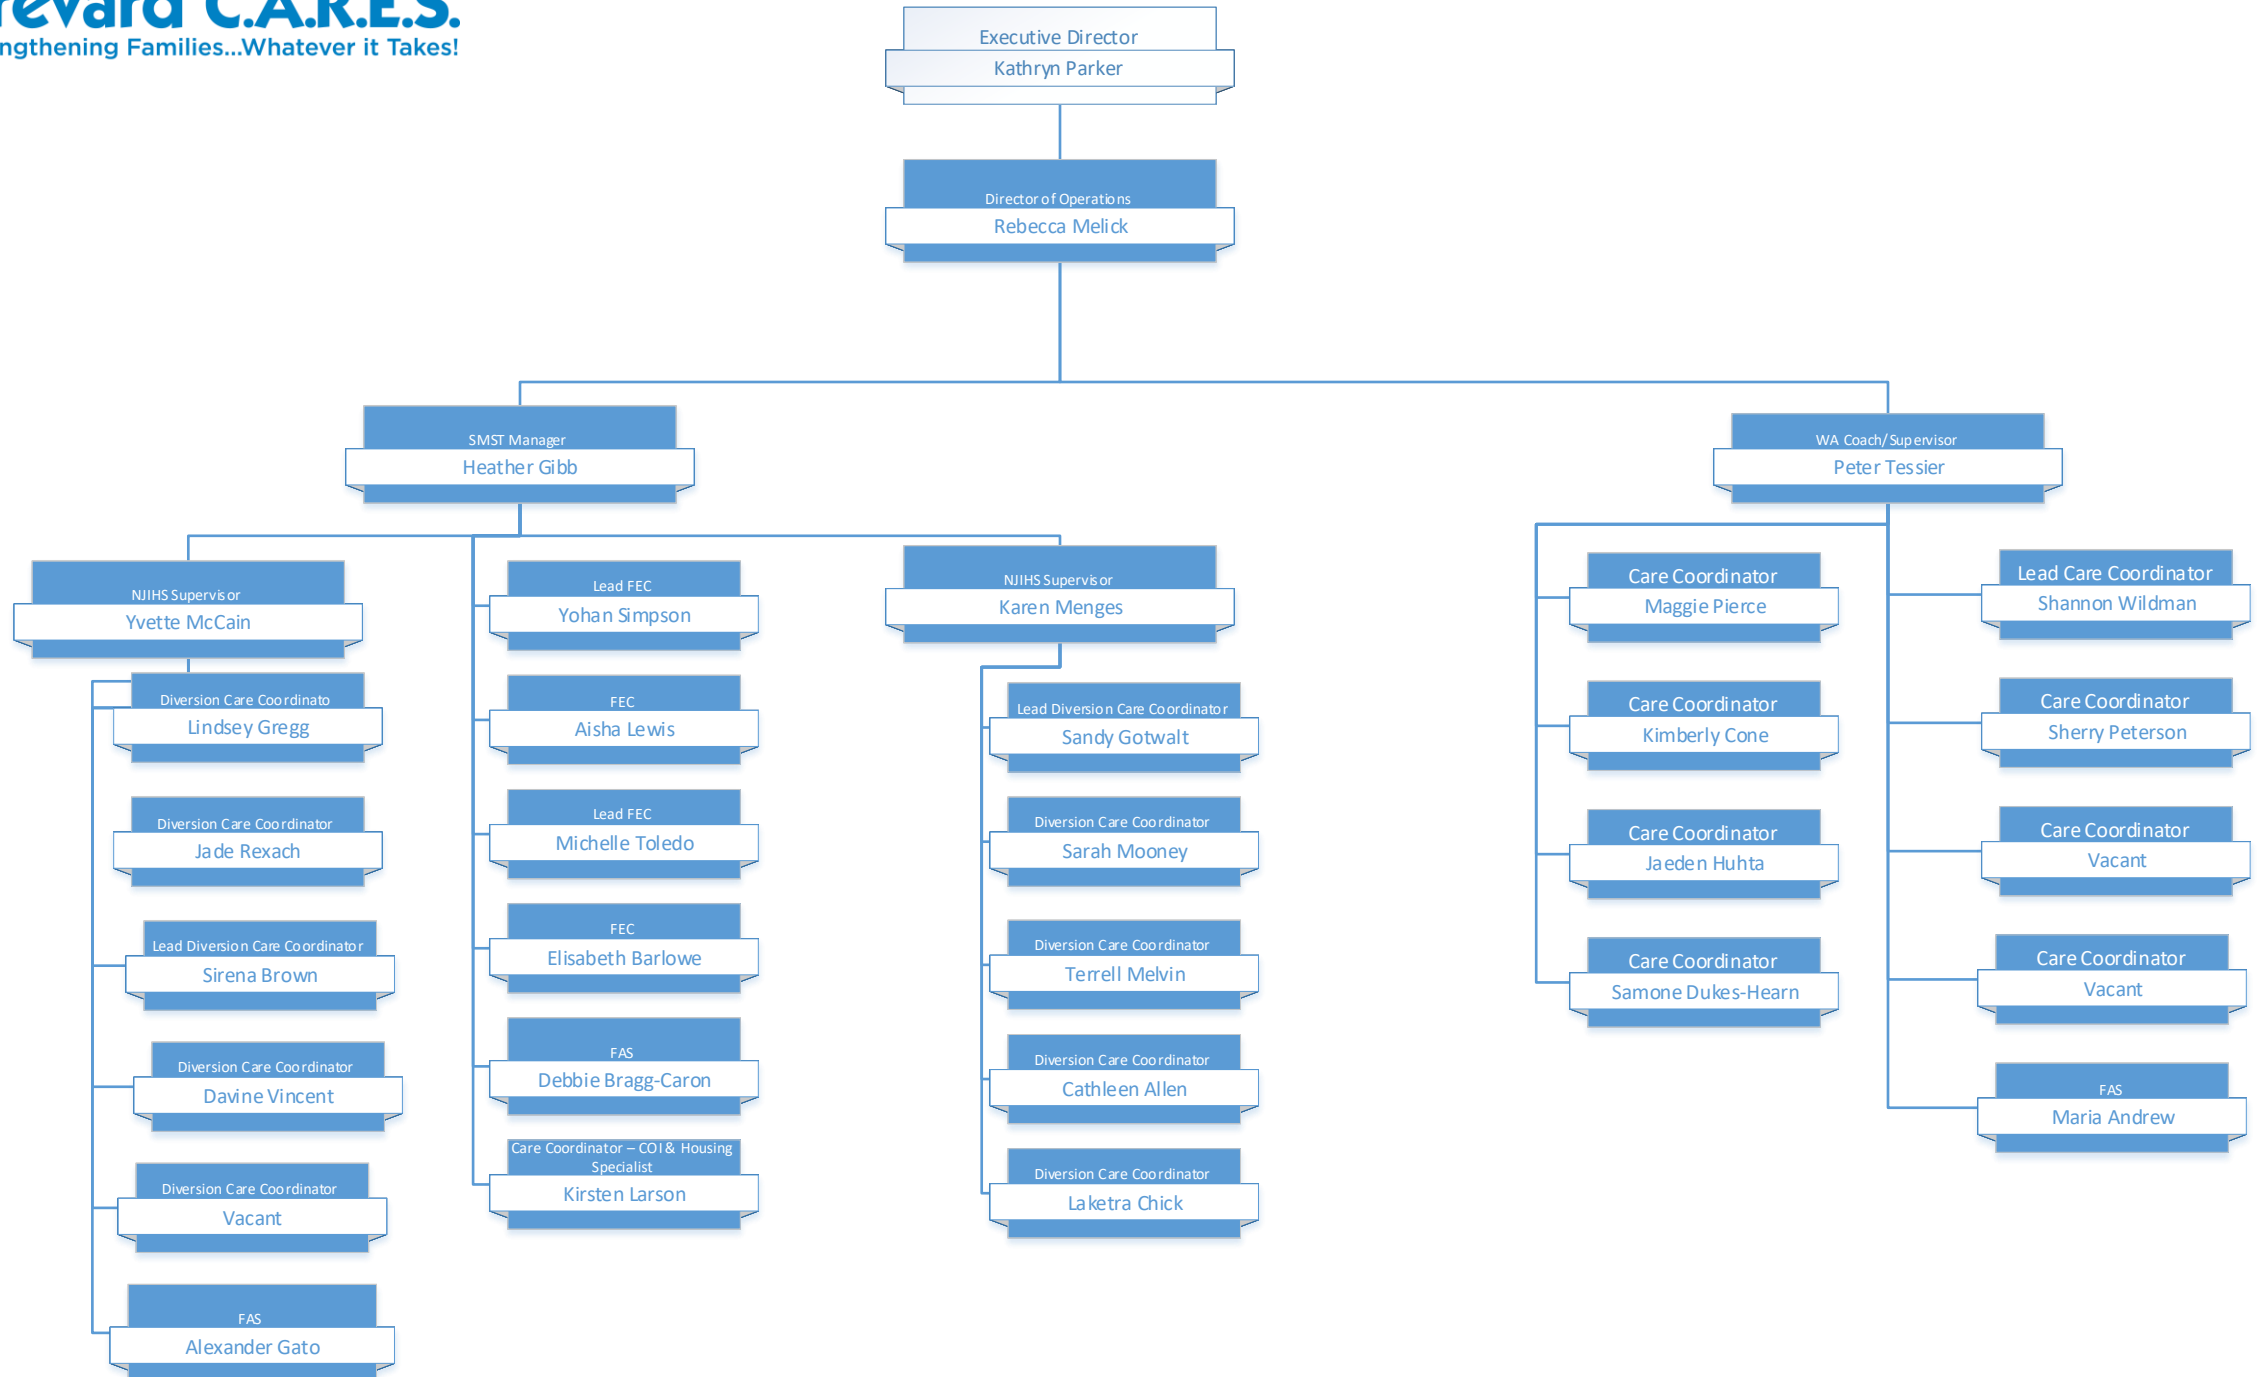 revard C.A.R.E.S.
ngthening Families...Whatever it Takes!
Executive Director
Kathryn Parker
Director of Operations
Rebecca Melick
SMST Manager
Heather Gibb
WA Coach/Supervisor
Peter Tessier
NJIHS Supervisor
Yvette McCain
Diversion Care Coordinato
Lindsey Gregg
Diversion Care Coordinator
Jade Rexach
Lead Diversion Care Coordinator
Sirena Brown
Diversion Care Coordinator
Davine Vincent
Diversion Care Coordinator
Vacant
FAS
Alexander Gato
Lead FEC
Yohan Simpson
FEC
Aisha Lewis
Lead FEC
Michelle Toledo
FEC
Elisabeth Barlowe
FAS
Debbie Bragg-Caron
Care Coordinator – COI & Housing
Specialist
Kirsten Larson
NJIHS Supervisor
Karen Menges
Lead Diversion Care Coordinator
Sandy Gotwalt
Diversion Care Coordinator
Sarah Mooney
Diversion Care Coordinator
Terrell Melvin
Diversion Care Coordinator
Cathleen Allen
Diversion Care Coordinator
Laketra Chick
Care Coordinator
Maggie Pierce
Care Coordinator
Kimberly Cone
Care Coordinator
Jaeden Huhta
Care Coordinator
Samone Dukes-Hearn
Lead Care Coordinator
Shannon Wildman
Care Coordinator
Sherry Peterson
Care Coordinator
Vacant
Care Coordinator
Vacant
FAS
Maria Andrew